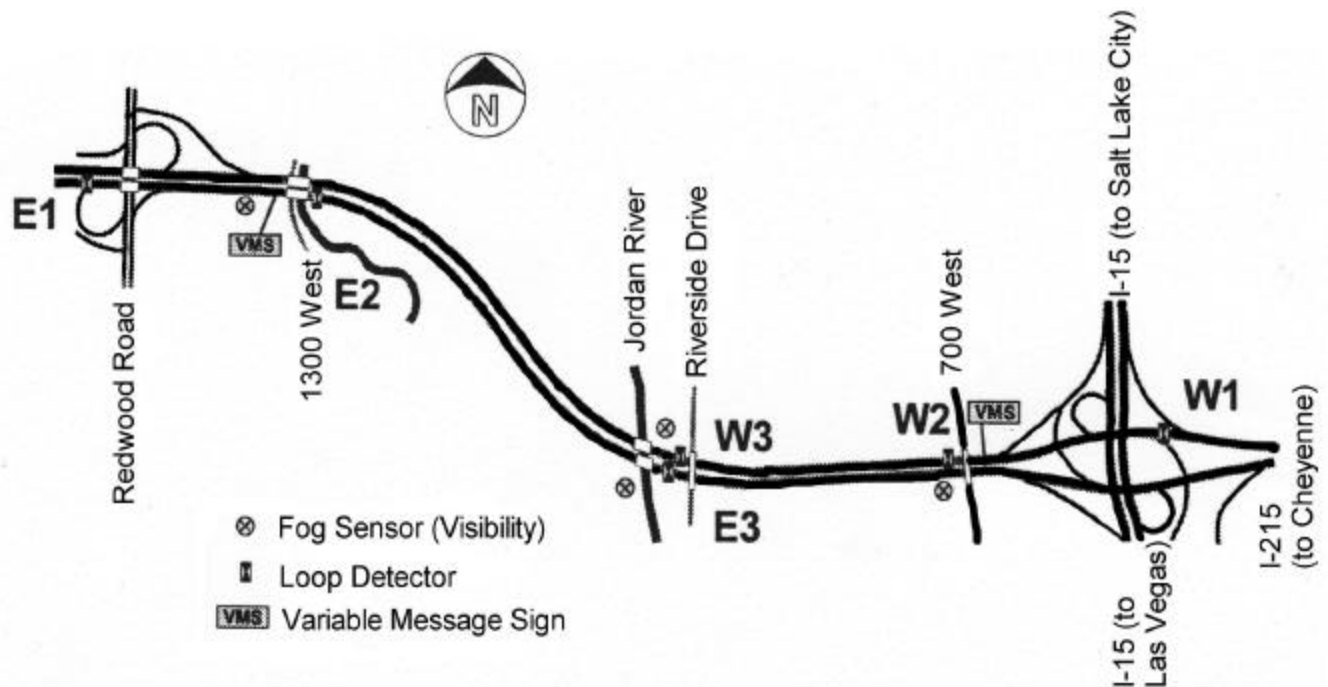 N
E1
VMS
E2
Redwood Road
1300 West
Jordan River
Riverside Drive
W3
E3
700 West
W2
VMS
I-15 (to Salt Lake City)
W1
I-15 (to
Las Vegas)
I-215
(to Cheyenne)
Fog Sensor (Visibility)
Loop Detector
VMS Variable Message Sign